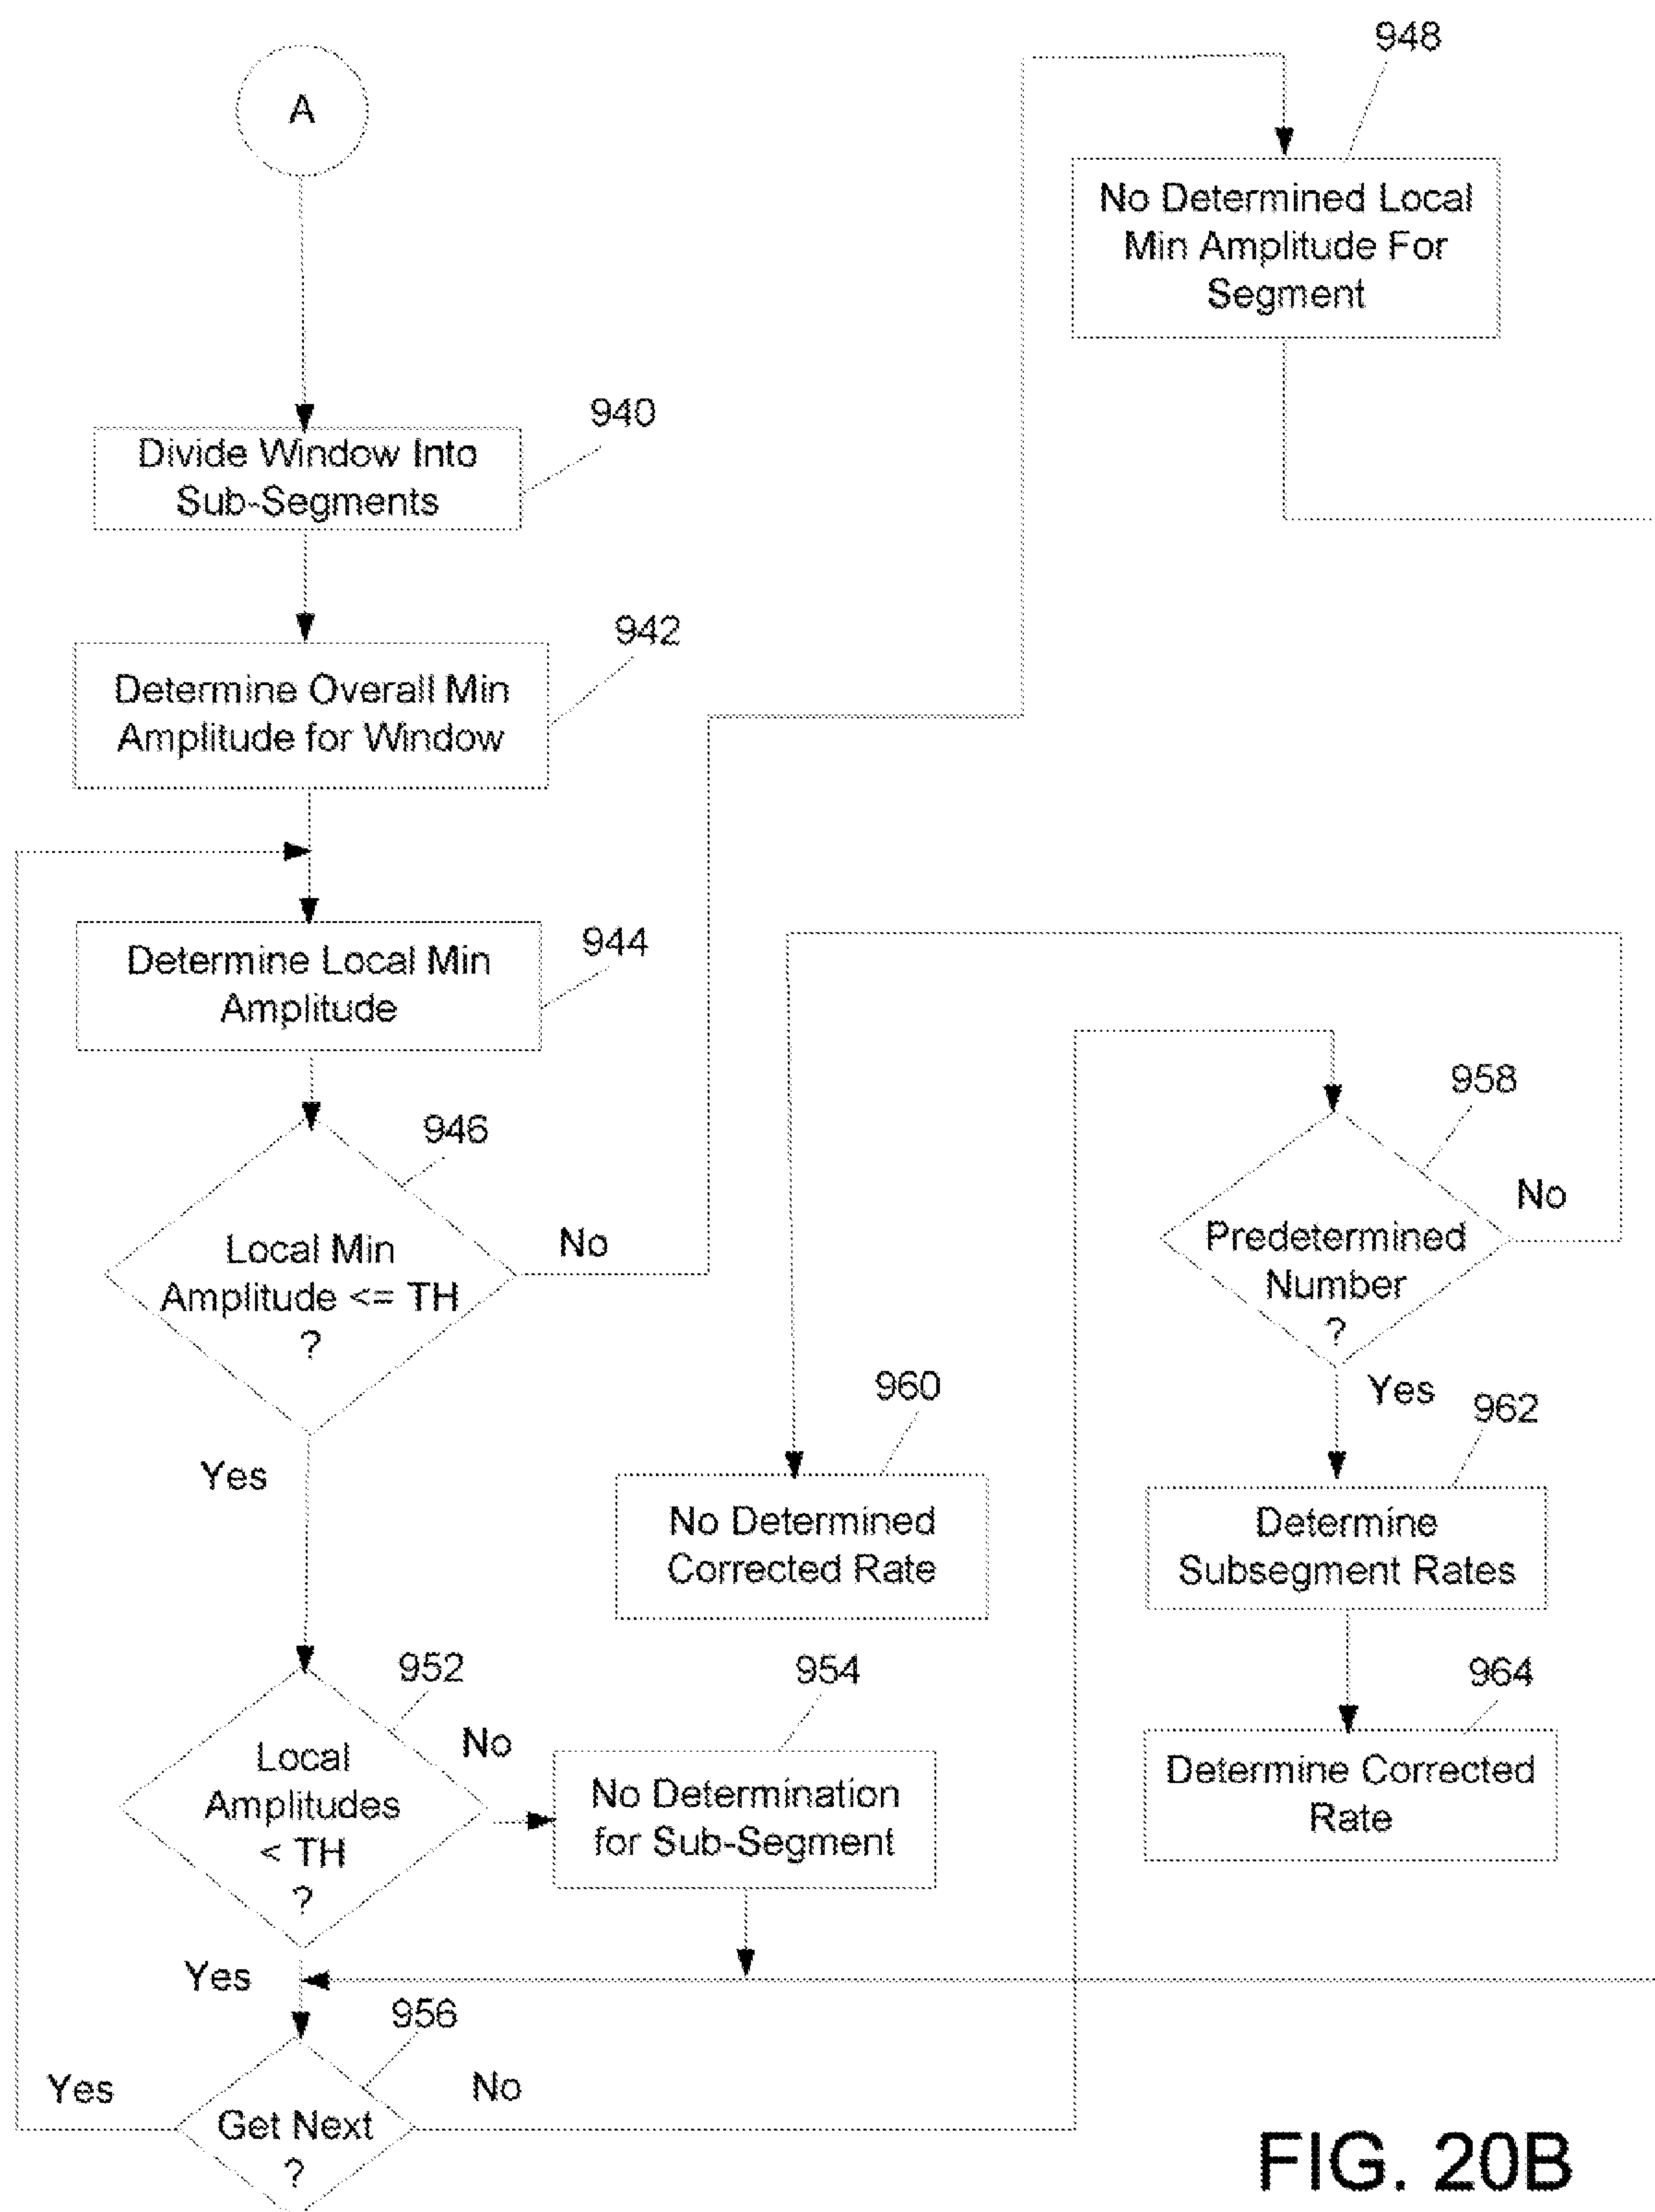 A
948
No Determined Local
Min Amplitude For
Segment
940
Divide Window Into
Sub-Segments
942
Determine Overall Min
Amplitude for Window
944
Determine Local Min
Amplitude
946
Local Min
Amplitude <= TH
?
No
Yes
958
Predetermined
Number
?
No
Yes
960
No Determined
Corrected Rate
962
Determine
Subsegment Rates
952
Local
Amplitudes
< TH
?
No
Yes
954
No Determination
for Sub-Segment
964
Determine Corrected
Rate
956
Get Next
?
Yes
No
FIG. 20B